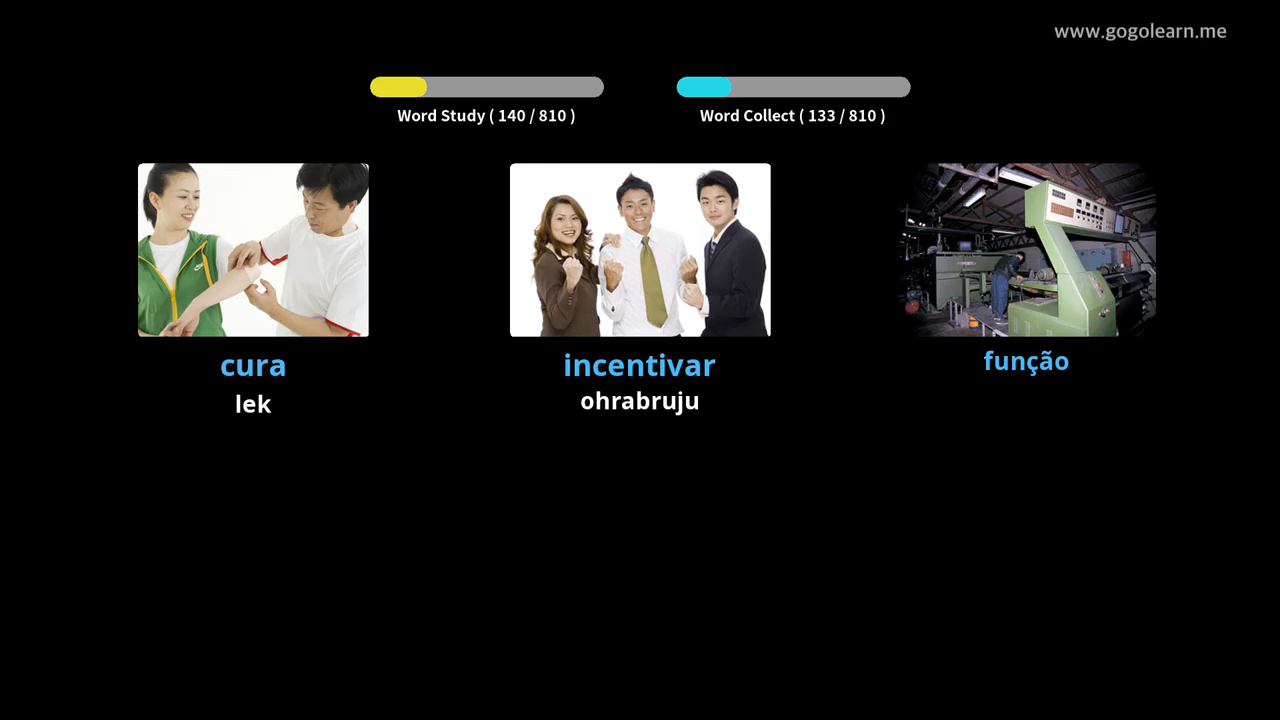 www.gogolearn.me
Word Study ( 140 / 810 )
Word Collect ( 133 / 810 )
cura
lek
incentivar
ohrabruju
função